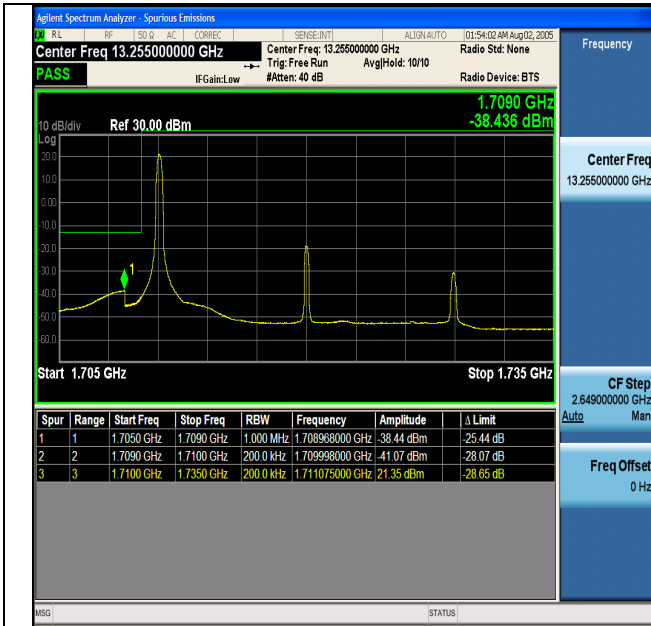 Agilent Spectrum Analyzer - Spurious Emissions
RL RF 50 Ω AC CORREC SENSE:INT ALIGN AUTO 01:54:02 AM Aug 02, 2005
Center Freq 13.255000000 GHz
Center Freq: 13.255000000 GHz
Radio Std: None
Trig: Free Run Avg|Hold: 10/10
PASS
IFGain:Low
#Atten: 40 dB
Radio Device: BTS
Frequency
1.7090 GHz
-38.436 dBm
10 dB/div Ref 30.00 dBm
Log
20.0
10.0
0.00
-10.0
-20.0
-30.0
1
-40.0
-50.0
-60.0
Start 1.705 GHz
Stop 1.735 GHz
Center Freq
13.255000000 GHz
CF Step
2.649000000 GHz
Auto Man
Freq Offset
0 Hz
Spur Range Start Freq Stop Freq RBW Frequency Amplitude Δ Limit
1 1 1.7050 GHz 1.7090 GHz 1.000 MHz 1.708968000 GHz -38.44 dBm -25.44 dB
2 2 1.7090 GHz 1.7100 GHz 200.0 kHz 1.709998000 GHz -41.07 dBm -28.07 dB
3 3 1.7100 GHz 1.7350 GHz 200.0 kHz 1.711075000 GHz 21.35 dBm -28.65 dB
MSG STATUS